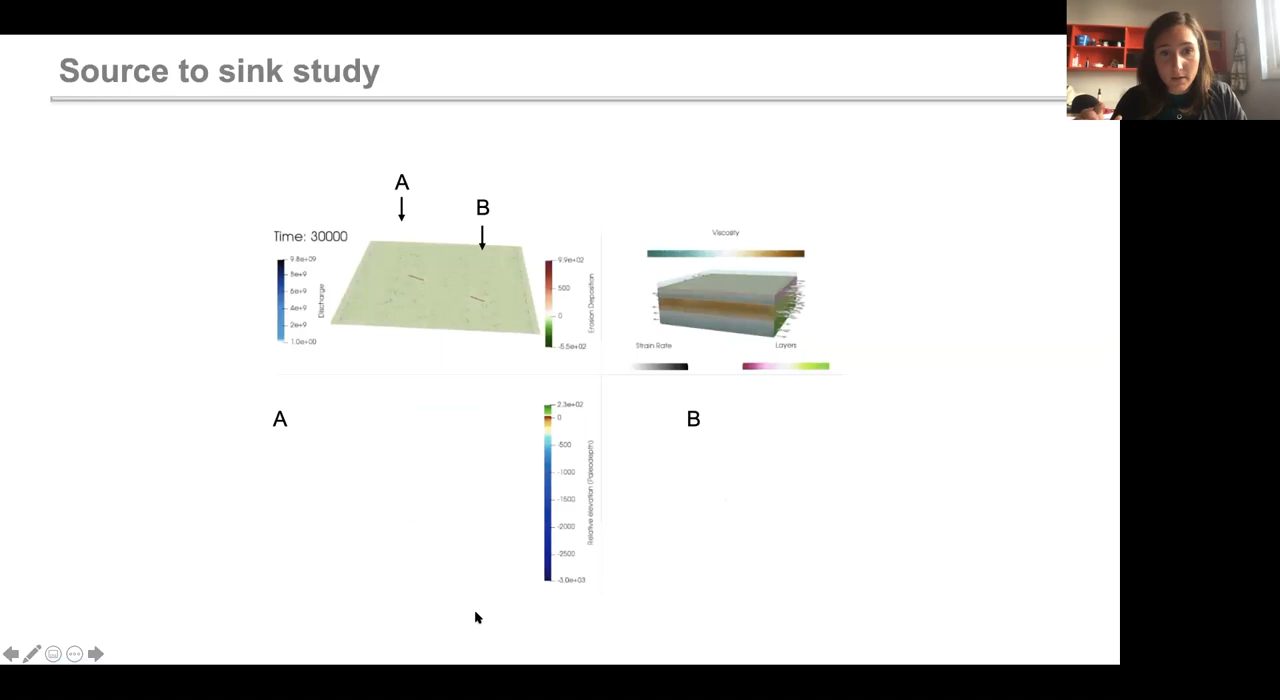 Source to sink study
A
B
Time: 30000
9.8e+09
8e+9
6e+9
4e+9
2e+9
1.0e+00
Discharge
9.9e+02
500
0
-5.5e+02
Erosion Deposition
Viscosity
Strain Rate
Layers
A
2.3e+02
0
-500
-1000
-1500
-2000
-2500
-3.0e+03
Relative elevation (Paleodepth)
B